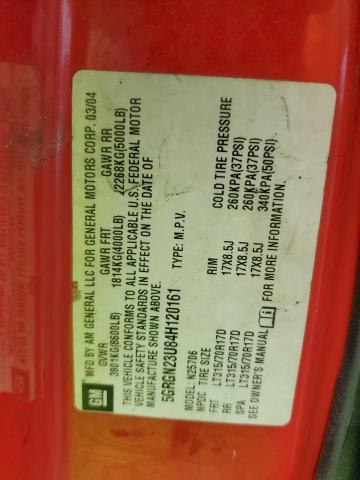 GM
MFD BY AM GENERAL LLC FOR GENERAL MOTORS CORP. 03/04
GVWR GAWR FRT GAWR RR
3901KG(8600LB) 1814KG(4000LB) 2268KG(5000LB)
THIS VEHICLE CONFORMS TO ALL APPLICABLE U.S. FEDERAL MOTOR
VEHICLE SAFETY STANDARDS IN EFFECT ON THE DATE OF
MANUFACTURE SHOWN ABOVE.
5GRGN23U84H120161 TYPE: M.P.V.
N25706
NPDC TIRE SIZE RIM COLD TIRE PRESSURE
FRT LT315/70R17D 17X8.5J 260KPA(37PSI)
RR LT315/70R17D 17X8.5J 260KPA(37PSI)
SPA LT315/70R17D 17X8.5J 340KPA(50PSI)
SEE OWNER'S MANUAL FOR MORE INFORMATION